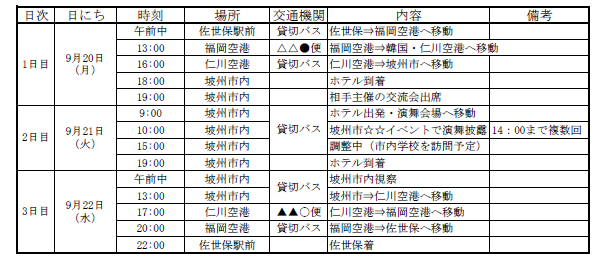 日次 日にち 時刻 場所 交通機関 内容 備考
1日目 9月20日（月） 午前中 佐世保駅前 貸切バス 佐世保⇒福岡空港へ移動
13:00 福岡空港 △△●便 福岡空港⇒韓国・仁川空港へ移動
16:00 仁川空港 貸切バス 仁川空港⇒坡州市へ移動
18:00 坡州市内 ホテル到着
19:00 坡州市内 相手主催の交流会出席
2日目 9月21日（火） 9:00 坡州市内 貸切バス ホテル出発・演舞会場へ移動
10:00 坡州市内 坡州市☆☆イベントで演舞披露 14：00まで複数回
15:00 坡州市内 調整中（市内学校を訪問予定）
19:00 坡州市内 ホテル到着
3日目 9月22日（水） 午前中 坡州市内 貸切バス 坡州市内視察
13:00 坡州市内 坡州市⇒仁川空港へ移動
17:00 仁川空港 ▲▲○便 仁川空港⇒福岡空港へ移動
20:00 福岡空港 貸切バス 福岡空港⇒佐世保へ移動
22:00 佐世保駅前 佐世保着